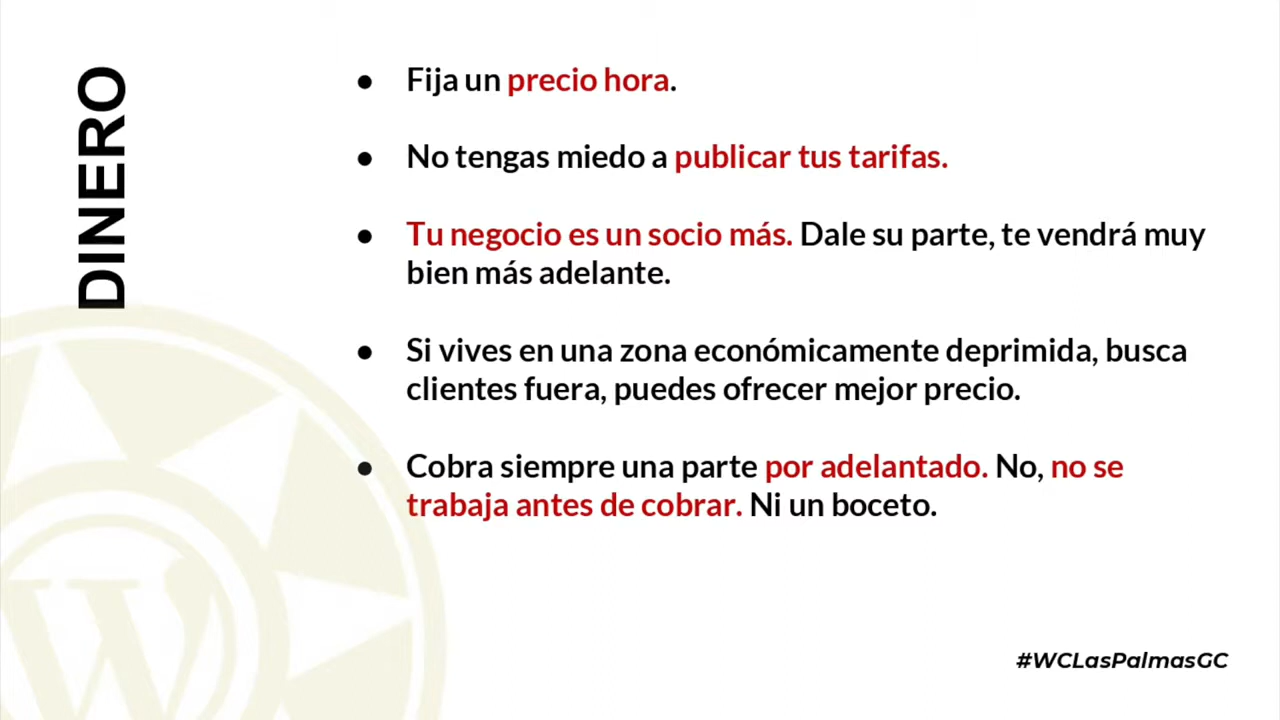 DINERO
● Fija un precio hora.
● No tengas miedo a publicar tus tarifas.
● Tu negocio es un socio más. Dale su parte, te vendrá muy
bien más adelante.
● Si vives en una zona económicamente deprimida, busca
clientes fuera, puedes ofrecer mejor precio.
● Cobra siempre una parte por adelantado. No, no se
trabaja antes de cobrar. Ni un boceto.
#WCLasPalmasGC